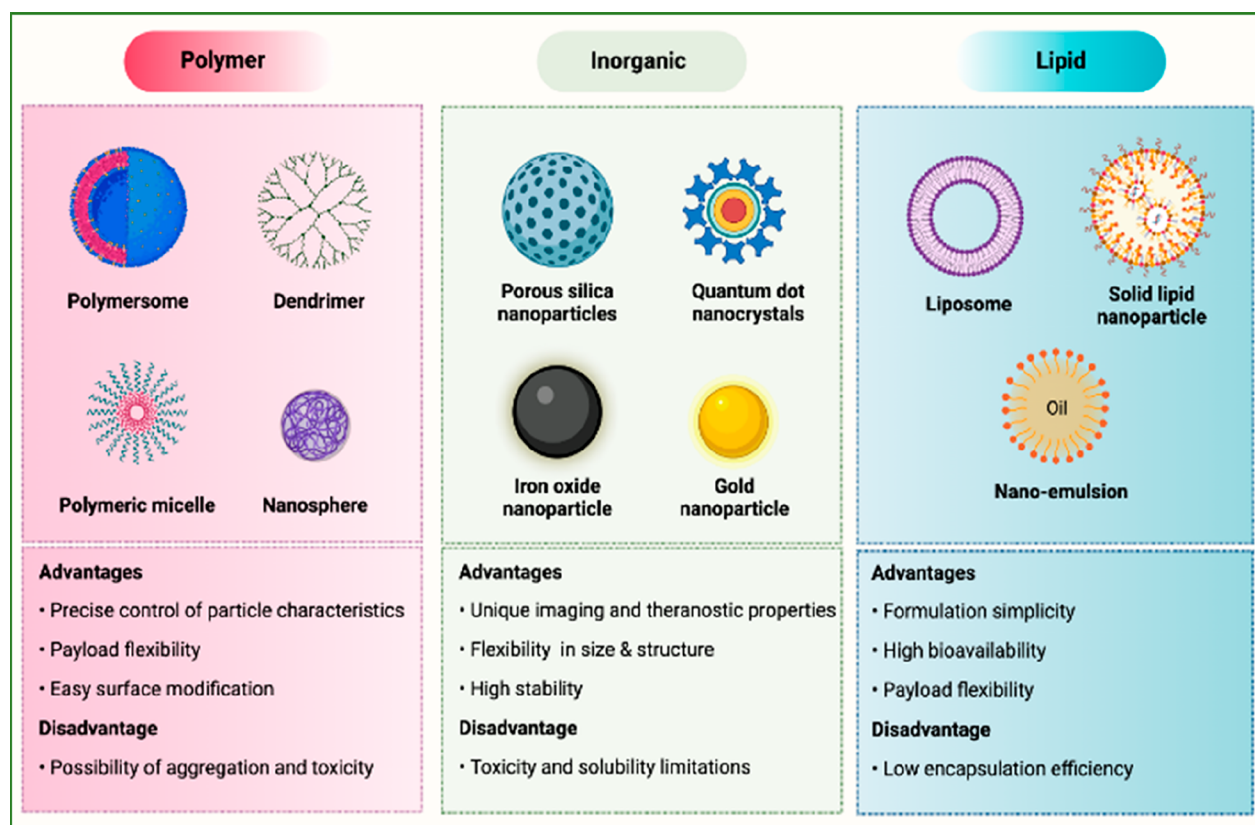 Polymer
Inorganic
Lipid
Polymersome
Dendrimer
Polymeric micelle
Nanosphere
Advantages
• Precise control of particle characteristics
• Payload flexibility
• Easy surface modification
Disadvantage
• Possibility of aggregation and toxicity
Porous silica
nanoparticles
Quantum dot
nanocrystals
Iron oxide
nanoparticle
Gold
nanoparticle
Advantages
• Unique imaging and theranostic properties
• Flexibility in size & structure
• High stability
Disadvantage
• Toxicity and solubility limitations
Liposome
Solid lipid
nanoparticle
Oil
Nano-emulsion
Advantages
• Formulation simplicity
• High bioavailability
• Payload flexibility
Disadvantage
• Low encapsulation efficiency